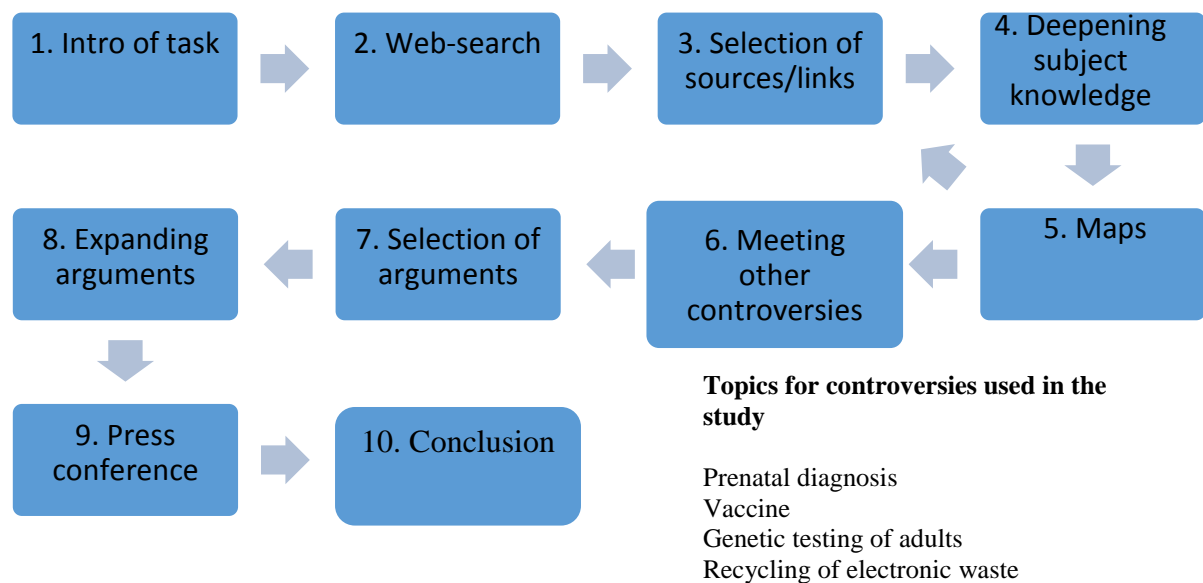 1. Intro of task
2. Web-search
3. Selection of
sources/links
4. Deepening
subject
knowledge
5. Maps
6. Meeting
other
controversies
7. Selection of
arguments
8. Expanding
arguments
9. Press
conference
10. Conclusion
Topics for controversies used in the
study
Prenatal diagnosis
Vaccine
Genetic testing of adults
Recycling of electronic waste